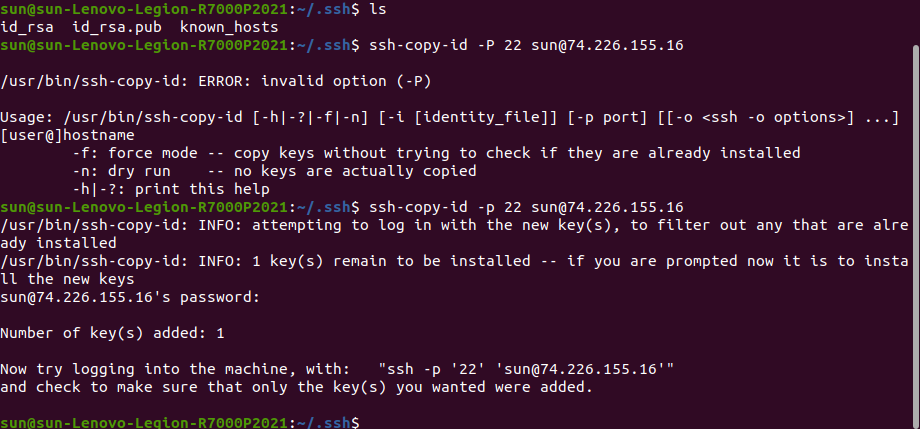 sun@sun-Lenovo-Legion-R7000P2021:~/.ssh$ ls
id_rsa  id_rsa.pub  known_hosts
sun@sun-Lenovo-Legion-R7000P2021:~/.ssh$ ssh-copy-id -P 22 sun@74.226.155.16

/usr/bin/ssh-copy-id: ERROR: invalid option (-P)

Usage: /usr/bin/ssh-copy-id [-h|-?|-f|-n] [-i [identity_file]] [-p port] [[-o <ssh -o options>] ...]
[user@]hostname
        -f: force mode -- copy keys without trying to check if they are already installed
        -n: dry run    -- no keys are actually copied
        -h|-?: print this help
sun@sun-Lenovo-Legion-R7000P2021:~/.ssh$ ssh-copy-id -p 22 sun@74.226.155.16
/usr/bin/ssh-copy-id: INFO: attempting to log in with the new key(s), to filter out any that are alre
ady installed
/usr/bin/ssh-copy-id: INFO: 1 key(s) remain to be installed -- if you are prompted now it is to insta
ll the new keys
sun@74.226.155.16's password:

Number of key(s) added: 1

Now try logging into the machine, with:   "ssh -p '22' 'sun@74.226.155.16'"
and check to make sure that only the key(s) you wanted were added.

sun@sun-Lenovo-Legion-R7000P2021:~/.ssh$